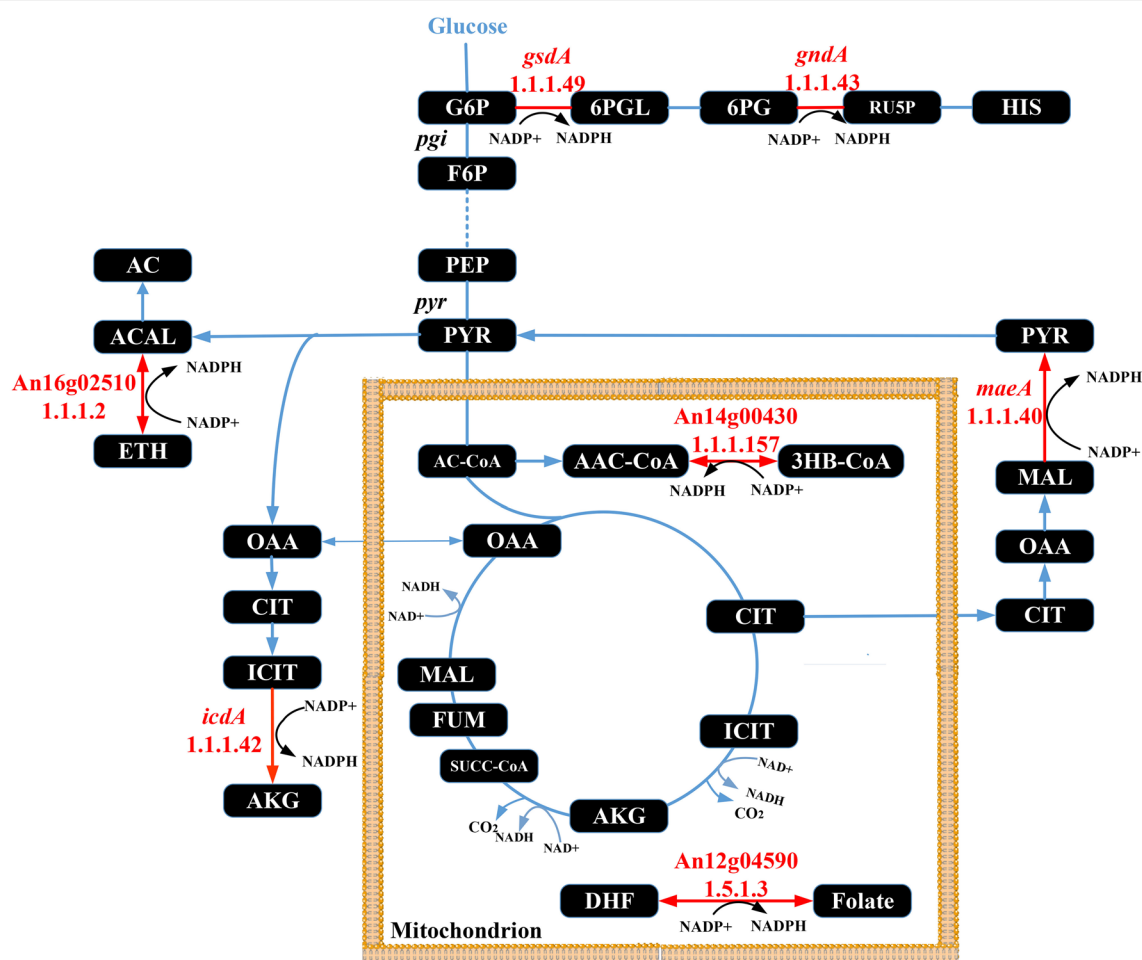 Glucose
gsdA
1.1.1.49
gndA
1.1.1.43
G6P
6PGL
6PG
RU5P
HIS
NADP+
NADPH
NADP+
NADPH
pgi
F6P
AC
PEP
pyr
ACAL
PYR
PYR
NADPH
An16g02510
1.1.1.2
NADP+
ETH
NADPH
maeA
1.1.1.40
NADP+
MAL
An14g00430
1.1.1.157
AC-CoA
AAC-CoA
3HB-CoA
NADPH
NADP+
OAA
OAA
OAA
NADH
NAD+
CIT
CIT
CIT
ICIT
MAL
icdA
1.1.1.42
NADP+
NADPH
FUM
ICIT
SUCC-CoA
NAD+
NADH
CO2
AKG
AKG
CO2
NADH
NAD+
An12g04590
1.5.1.3
DHF
Folate
NADP+
NADPH
Mitochondrion